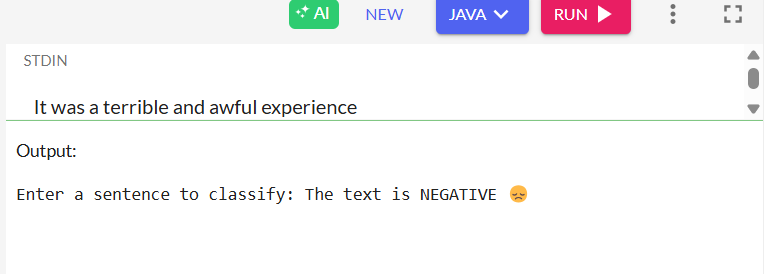 AI NEW JAVA RUN
STDIN
It was a terrible and awful experience
Output:
Enter a sentence to classify: The text is NEGATIVE 😞